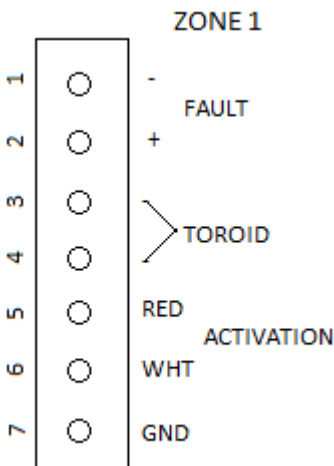 ZONE 1
1 -
FAULT
2 +
3
TOROID
4
5 RED
ACTIVATION
6 WHT
7 GND